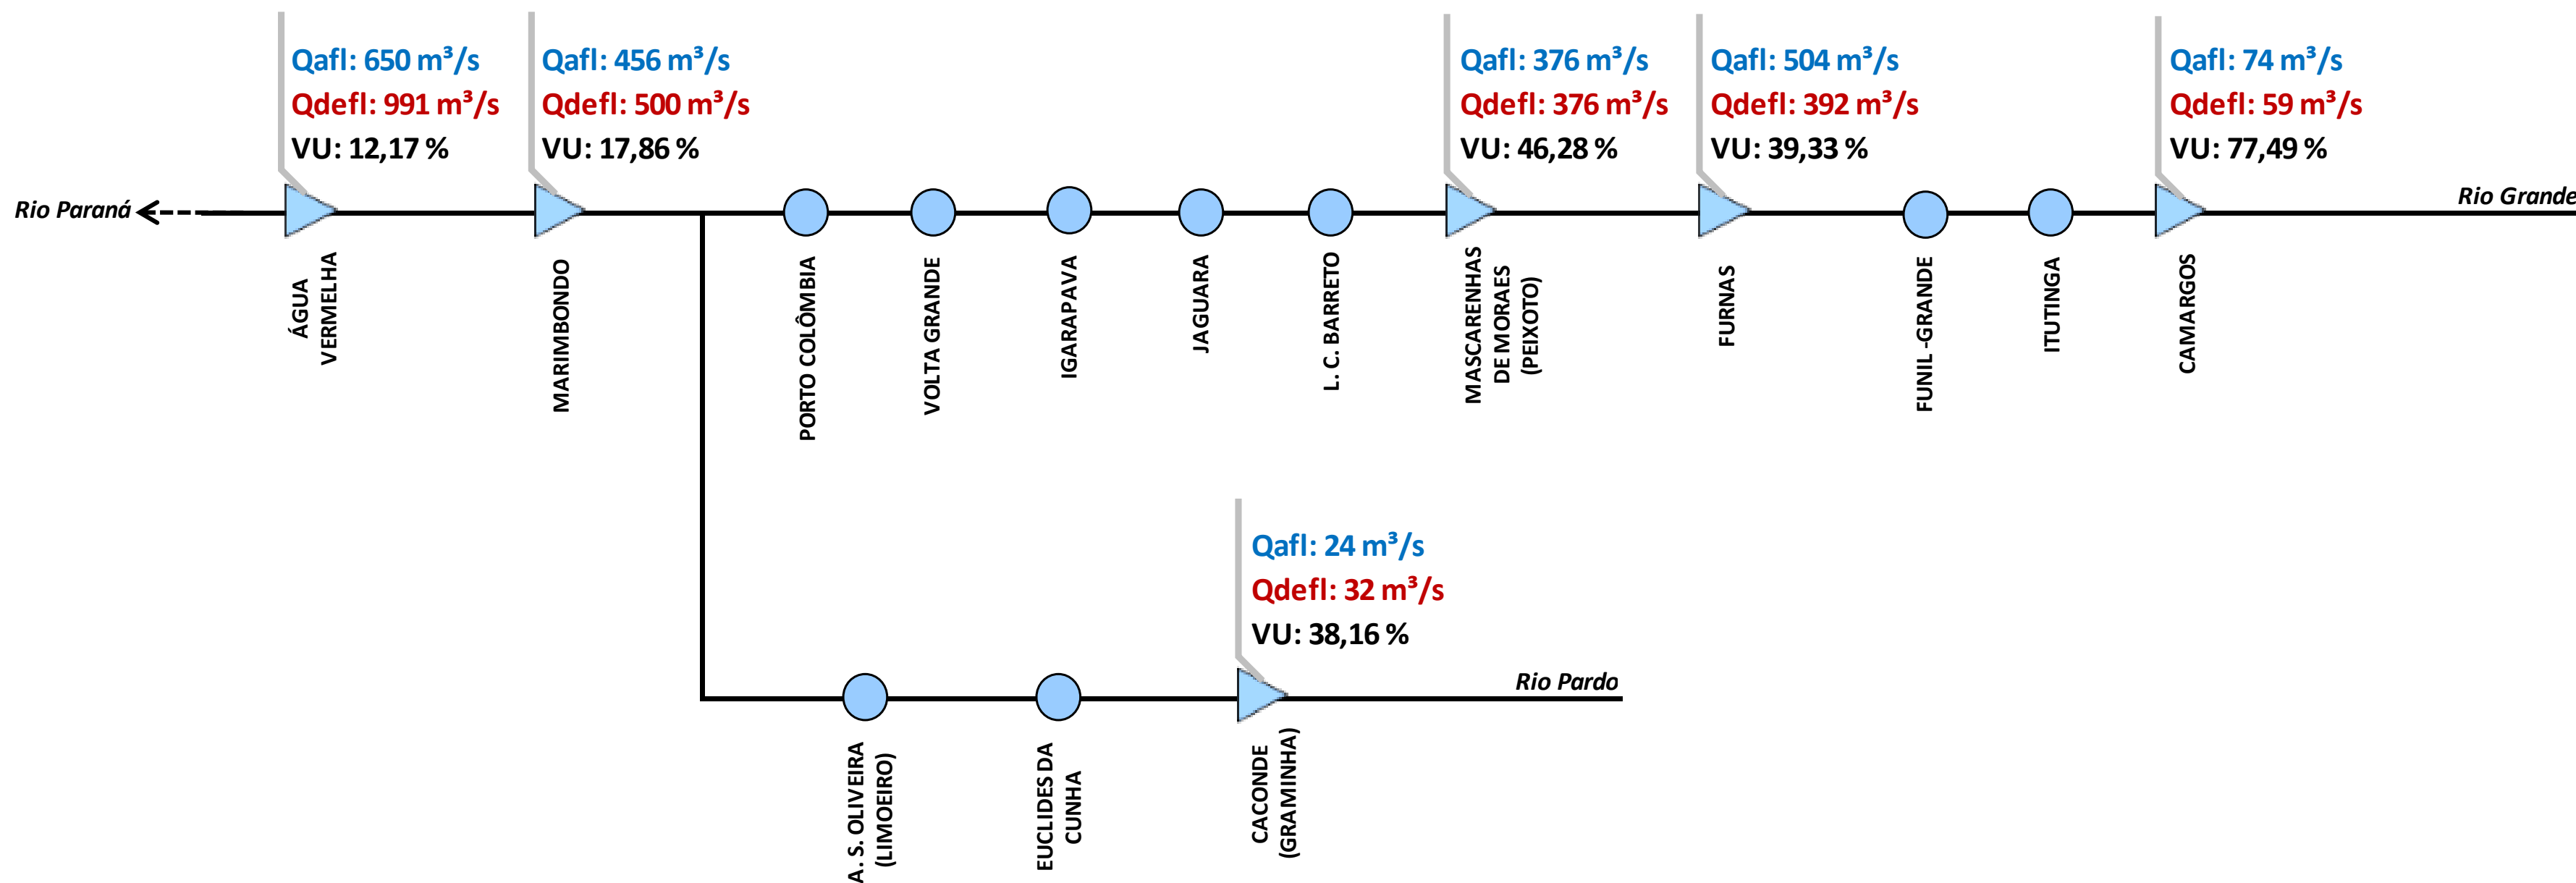 Qafl: 650 m³/s
Qdefl: 991 m³/s
VU: 12,17 %
Qafl: 456 m³/s
Qdefl: 500 m³/s
VU: 17,86 %
Qafl: 376 m³/s
Qdefl: 376 m³/s
VU: 46,28 %
Qafl: 504 m³/s
Qdefl: 392 m³/s
VU: 39,33 %
Qafl: 74 m³/s
Qdefl: 59 m³/s
VU: 77,49 %
Rio Paraná
Rio Grande
ÁGUA
VERMELHA
MARIMBONDO
PORTO COLÔMBIA
VOLTA GRANDE
IGARAPAVA
JAGUARA
L. C. BARRETO
MASCARENHAS
DE MORAES
(PEIXOTO)
FURNAS
FUNIL -GRANDE
ITUTINGA
CAMARGOS
Qafl: 24 m³/s
Qdefl: 32 m³/s
VU: 38,16 %
Rio Pardo
A. S. OLIVEIRA
(LIMOEIRO)
EUCLIDES DA
CUNHA
CACONDE
(GRAMINHA)